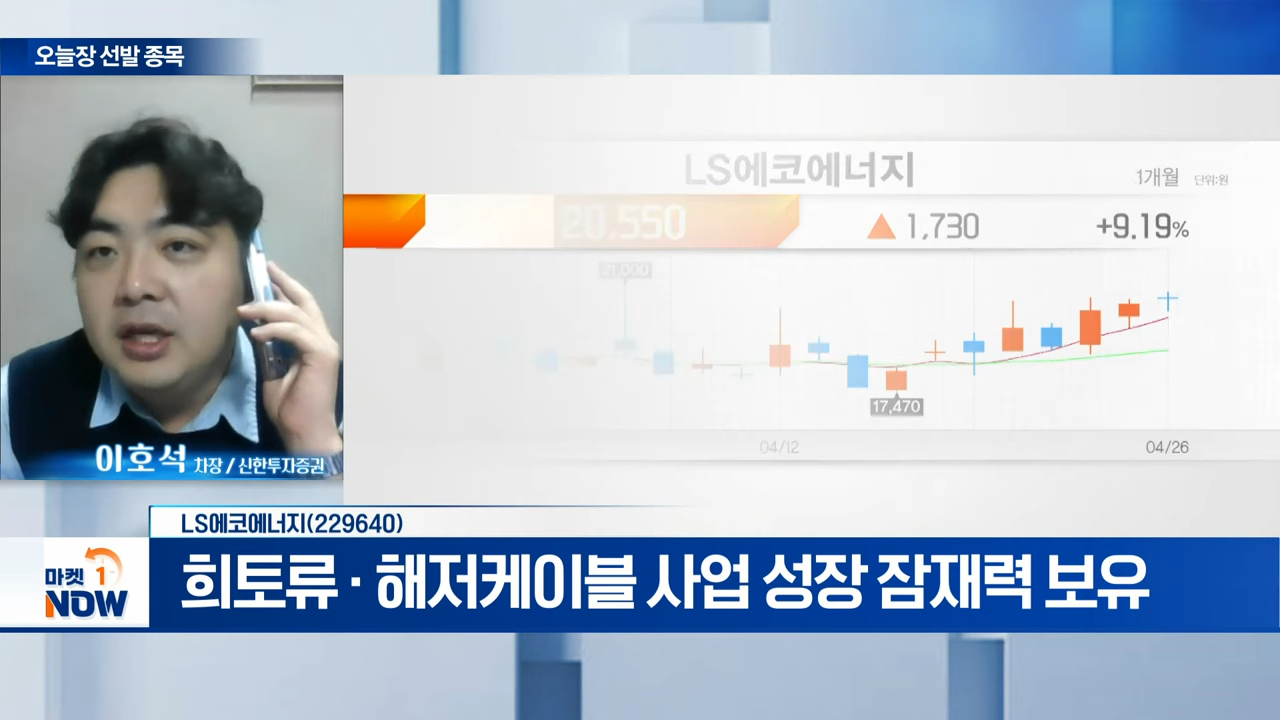 오늘장 선발 종목
LS에코에너지
1개월 단위:원
20,550 ▲ 1,730 +9.19%
21,000
17,470
04/12 04/26
이호석 차장 / 신한투자증권
LS에코에너지(229640)
마켓 1
NOW
희토류·해저케이블 사업 성장 잠재력 보유